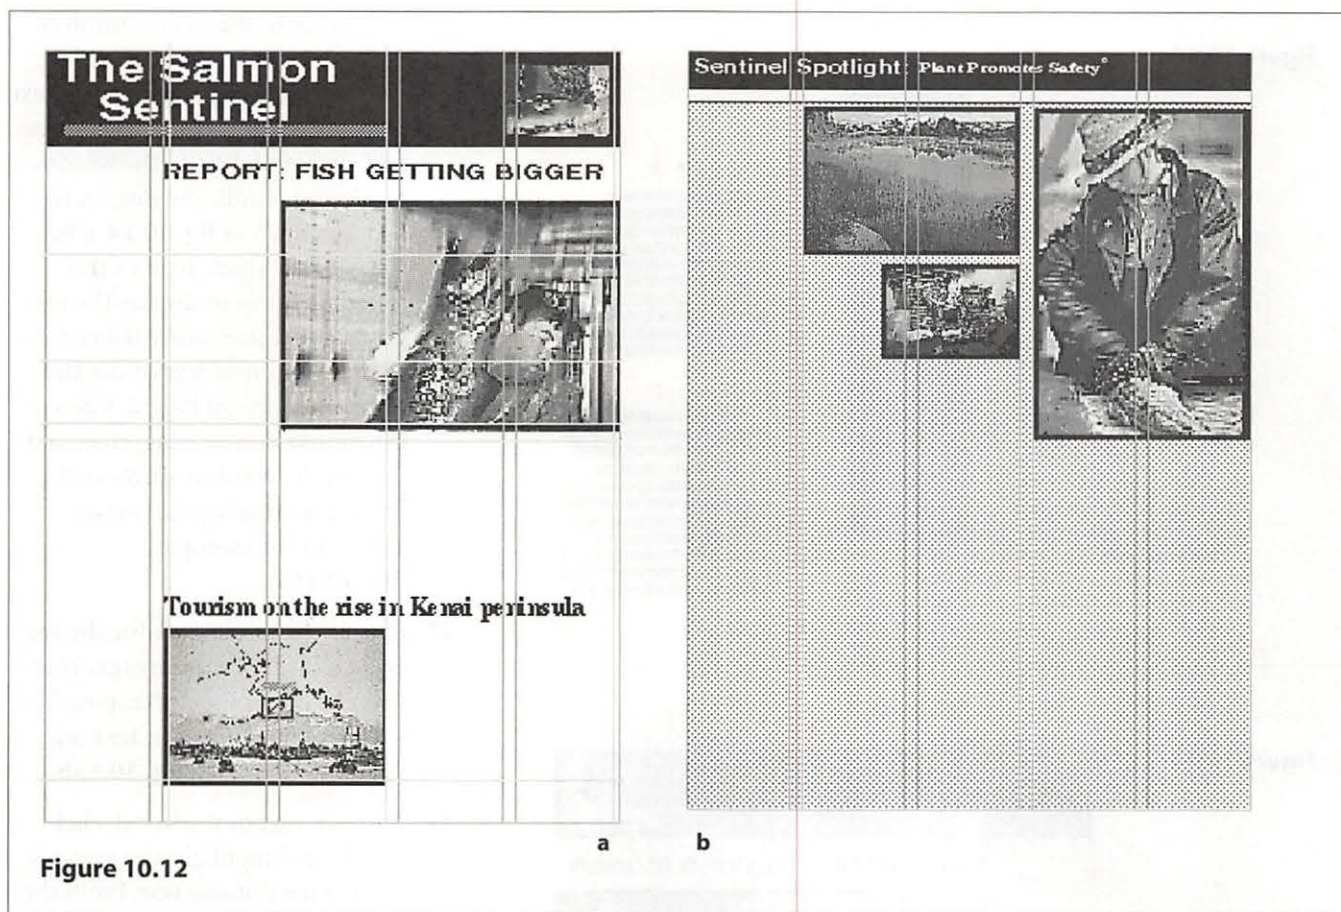 The Salmon
Sentinel
REPORT: FISH GETTING BIGGER
Tourism on the rise in Kenai peninsula
a
Sentinel Spotlight: Plant Promotes Safety°
b
Figure 10.12